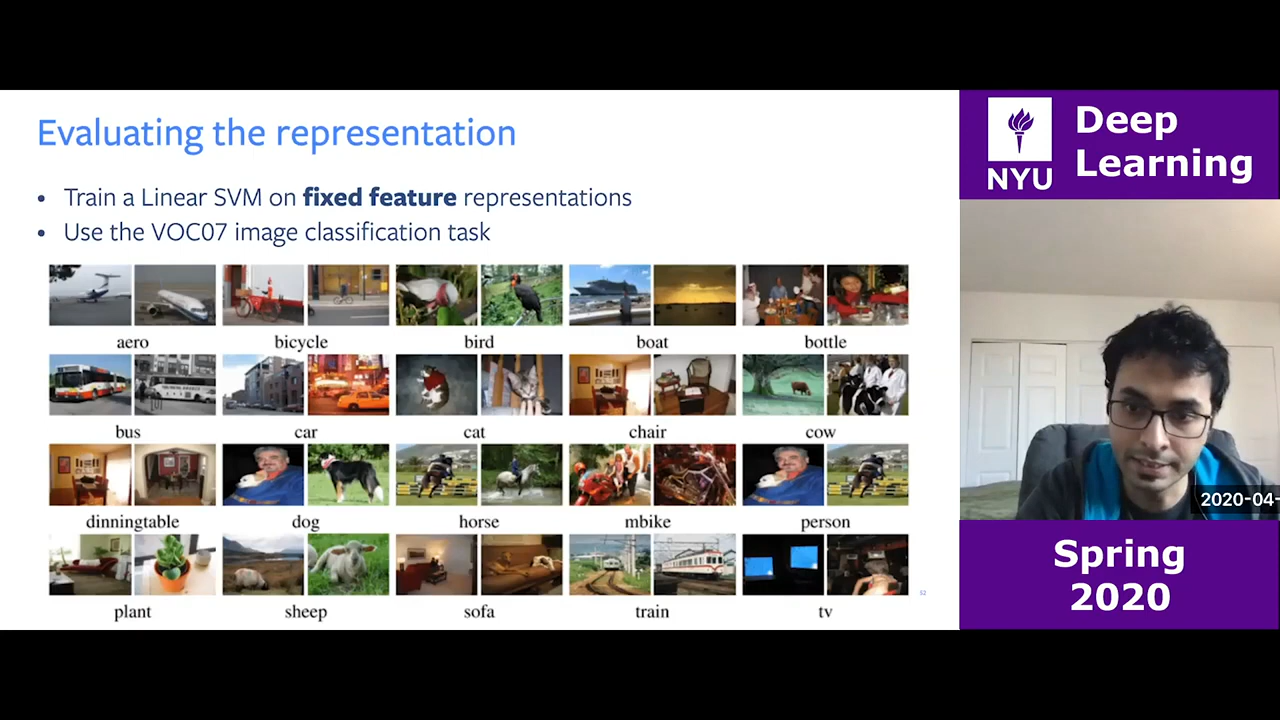 Evaluating the representation
• Train a Linear SVM on fixed feature representations
• Use the VOC07 image classification task
aero bicycle bird boat bottle
bus car cat chair cow
dinningtable dog horse mbike person
plant sheep sofa train tv
52
NYU
Deep
Learning
2020-04-
Spring
2020